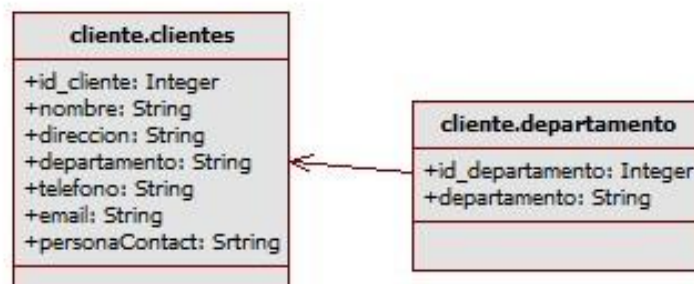 cliente.clientes
+id_cliente: Integer
+nombre: String
+direccion: String
+departamento: String
+telefono: String
+email: String
+personaContact: Srtring
cliente.departamento
+id_departamento: Integer
+departamento: String